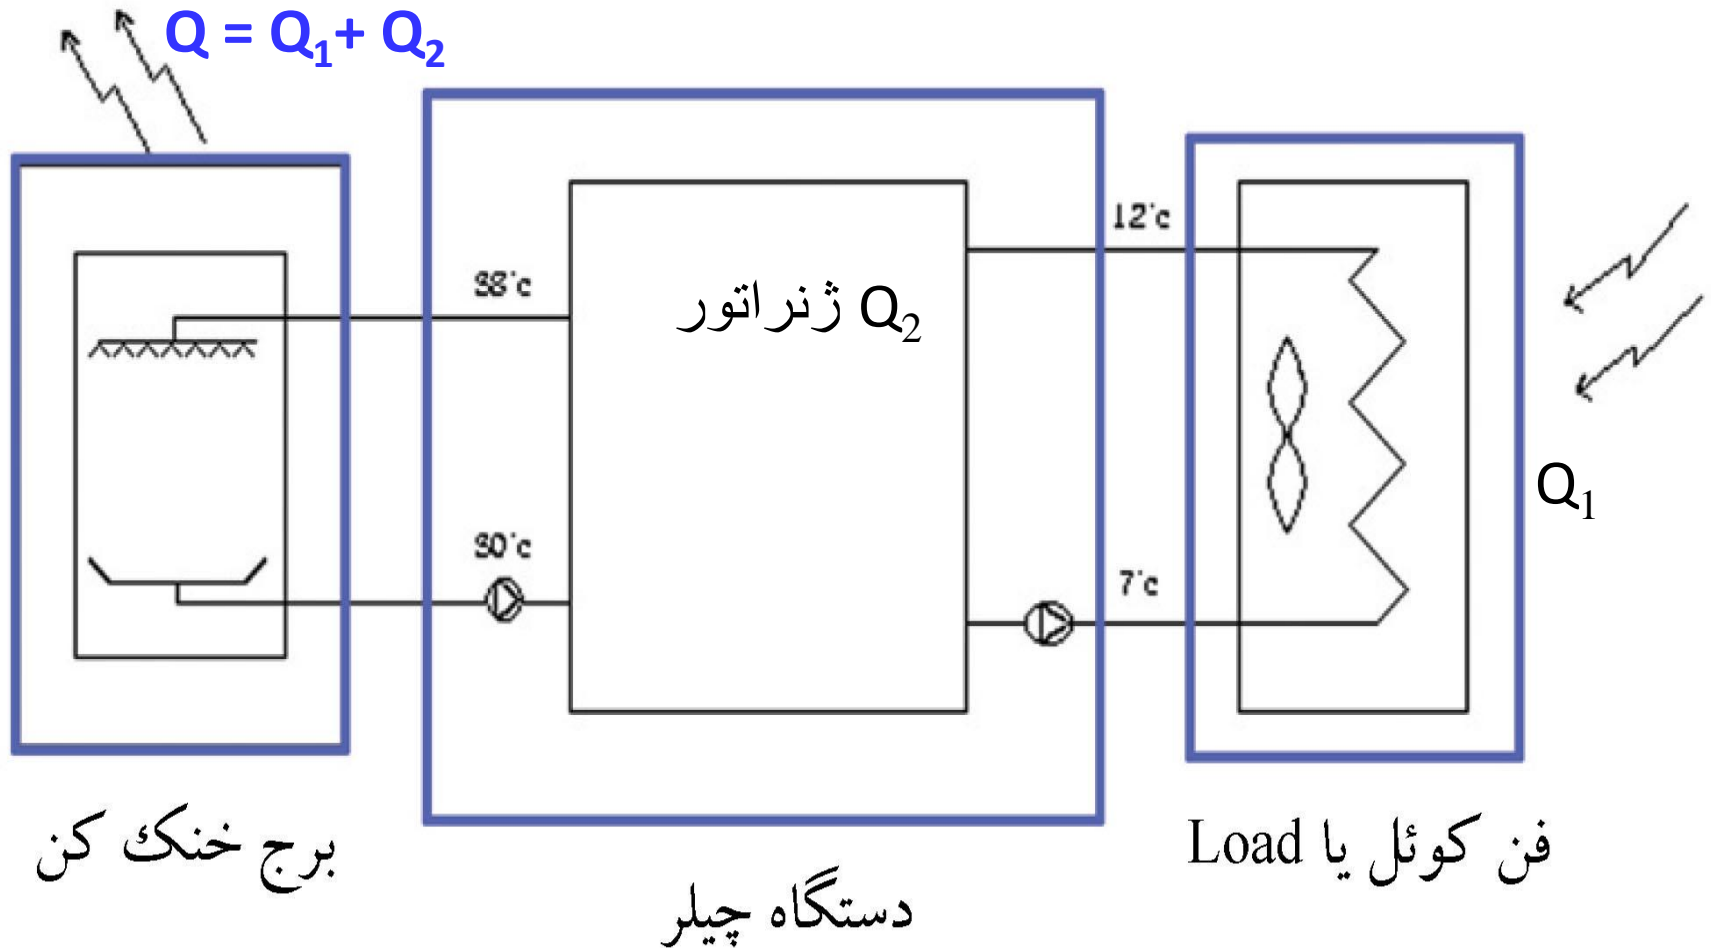 Q = Q₁+ Q₂
12°c
38°c
ژنراتور Q₂
Q₁
30°c
7°c
برج خنک کن
دستگاه چیلر
فن کوئل یا Load